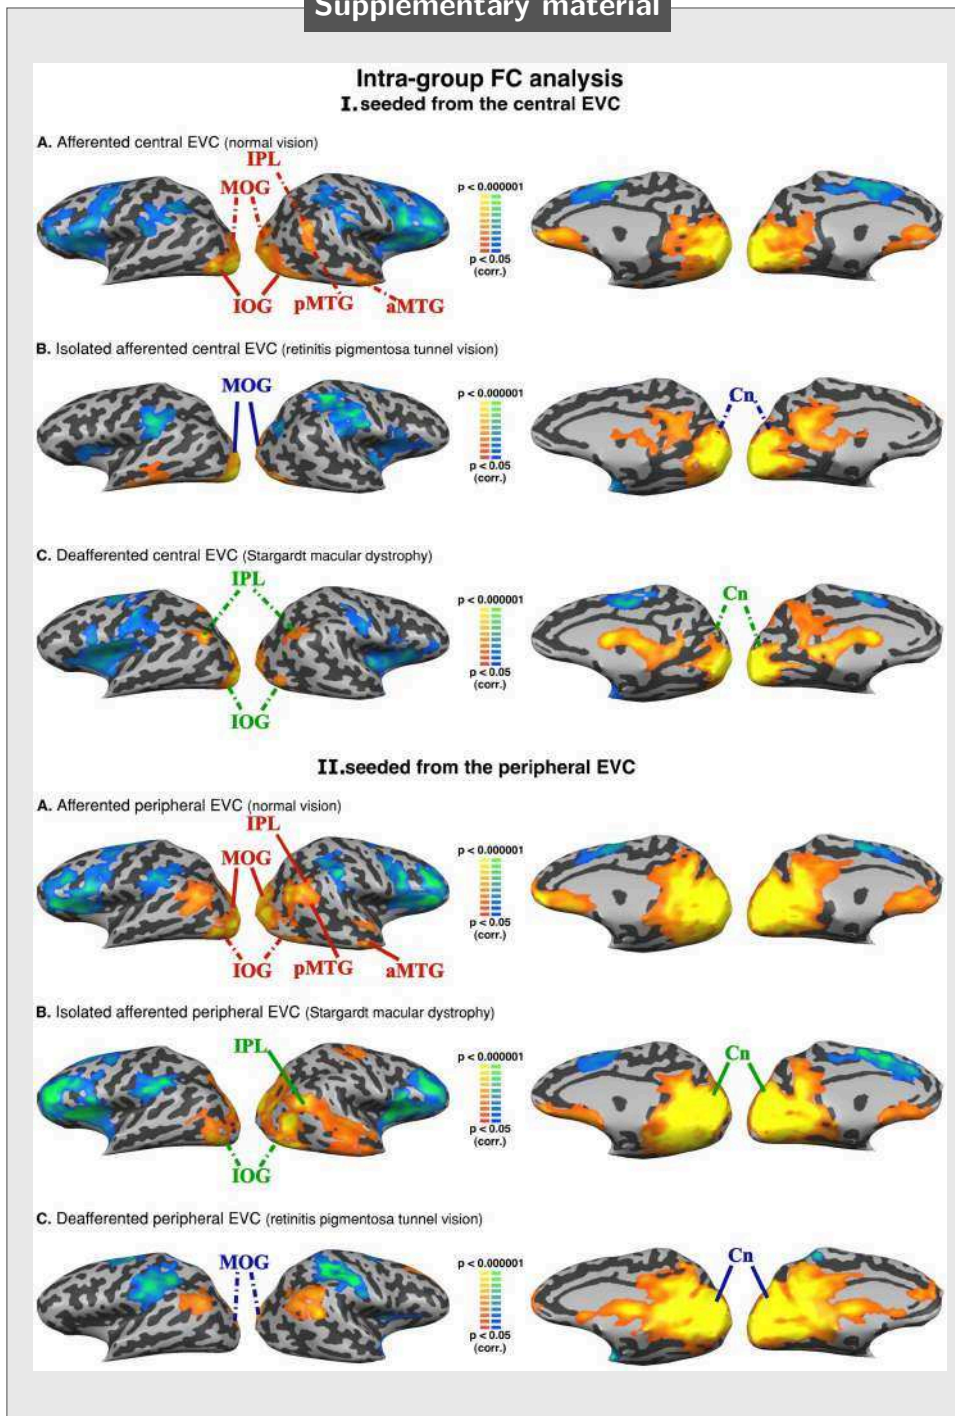 Supplementary material
Intra-group FC analysis
I.seeded from the central EVC
A. Afferented central EVC (normal vision)
IPL
MOG
p < 0.000001
p < 0.05
(corr.)
IOG pMTG aMTG
B. Isolated afferented central EVC (retinitis pigmentosa tunnel vision)
MOG
p < 0.000001
Cn
p < 0.05
(corr.)
C. Deafferented central EVC (Stargardt macular dystrophy)
IPL
p < 0.000001
Cn
p < 0.05
(corr.)
IOG
II.seeded from the peripheral EVC
A. Afferented peripheral EVC (normal vision)
IPL
MOG
p < 0.000001
p < 0.05
(corr.)
IOG pMTG aMTG
B. Isolated afferented peripheral EVC (Stargardt macular dystrophy)
IPL
p < 0.000001
Cn
p < 0.05
(corr.)
IOG
C. Deafferented peripheral EVC (retinitis pigmentosa tunnel vision)
MOG
p < 0.000001
Cn
p < 0.05
(corr.)